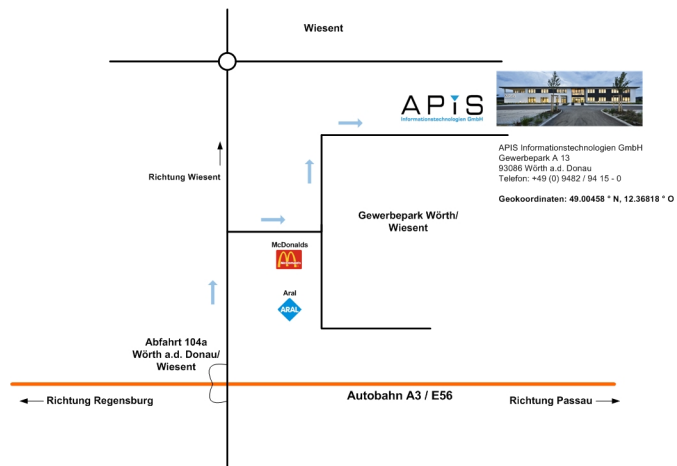 Wiesent
APiS
Informationstechnologien GmbH
APIS Informationstechnologien GmbH
Gewerbepark A 13
93086 Wörth a.d. Donau
Telefon: +49 (0) 9482 / 94 15 - 0
Geokoordinaten: 49.00458 ° N, 12.36818 ° O
Richtung Wiesent
Gewerbepark Wörth/
Wiesent
McDonalds
Aral
ARAL
Abfahrt 104a
Wörth a.d. Donau/
Wiesent
Richtung Regensburg
Autobahn A3 / E56
Richtung Passau